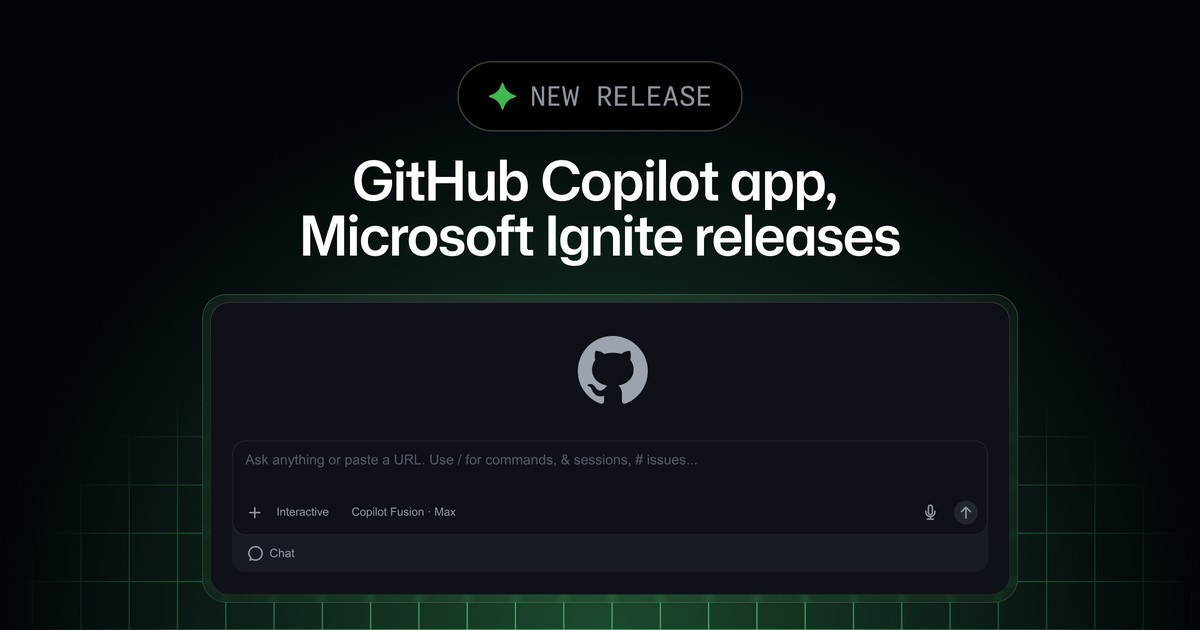 NEW RELEASE
GitHub Copilot app,
Microsoft Ignite releases
Ask anything or paste a URL. Use / for commands, & sessions, # issues...
Interactive Copilot Fusion · Max
Chat